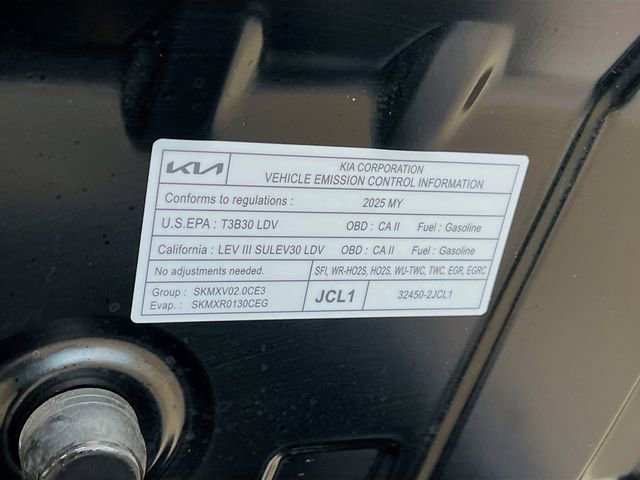 KIA
KIA CORPORATION
VEHICLE EMISSION CONTROL INFORMATION
Conforms to regulations : 2025 MY
U.S.EPA : T3B30 LDV OBD : CA II Fuel : Gasoline
California : LEV III SULEV30 LDV OBD : CA II Fuel : Gasoline
No adjustments needed. SFI, WR-HO2S, HO2S, WU-TWC, TWC, EGR, EGRC
Group : SKMXV02.0CE3
Evap. : SKMXR0130CEG
JCL1 32450-2JCL1